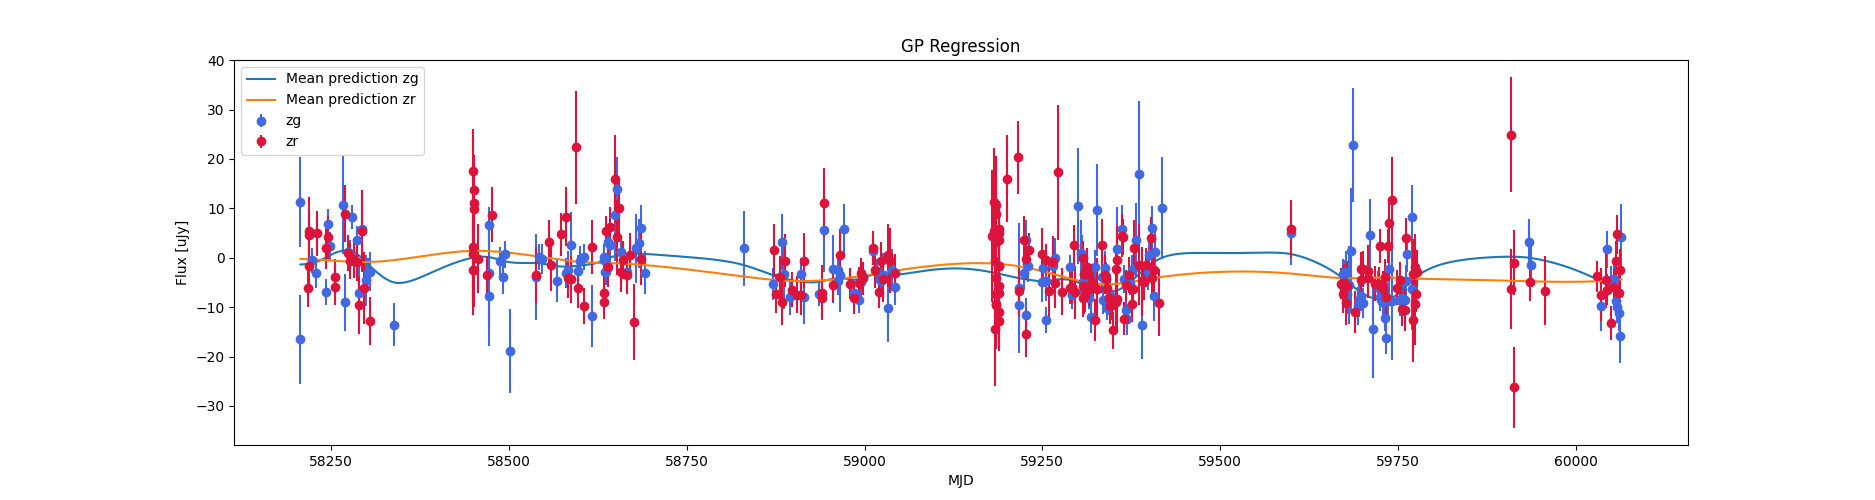 GP Regression
40
30
20
10
0
−10
−20
−30
Flux [uJy]
Mean prediction zg
Mean prediction zr
zg
zr
58250 58500 58750 59000 59250 59500 59750 60000
MJD